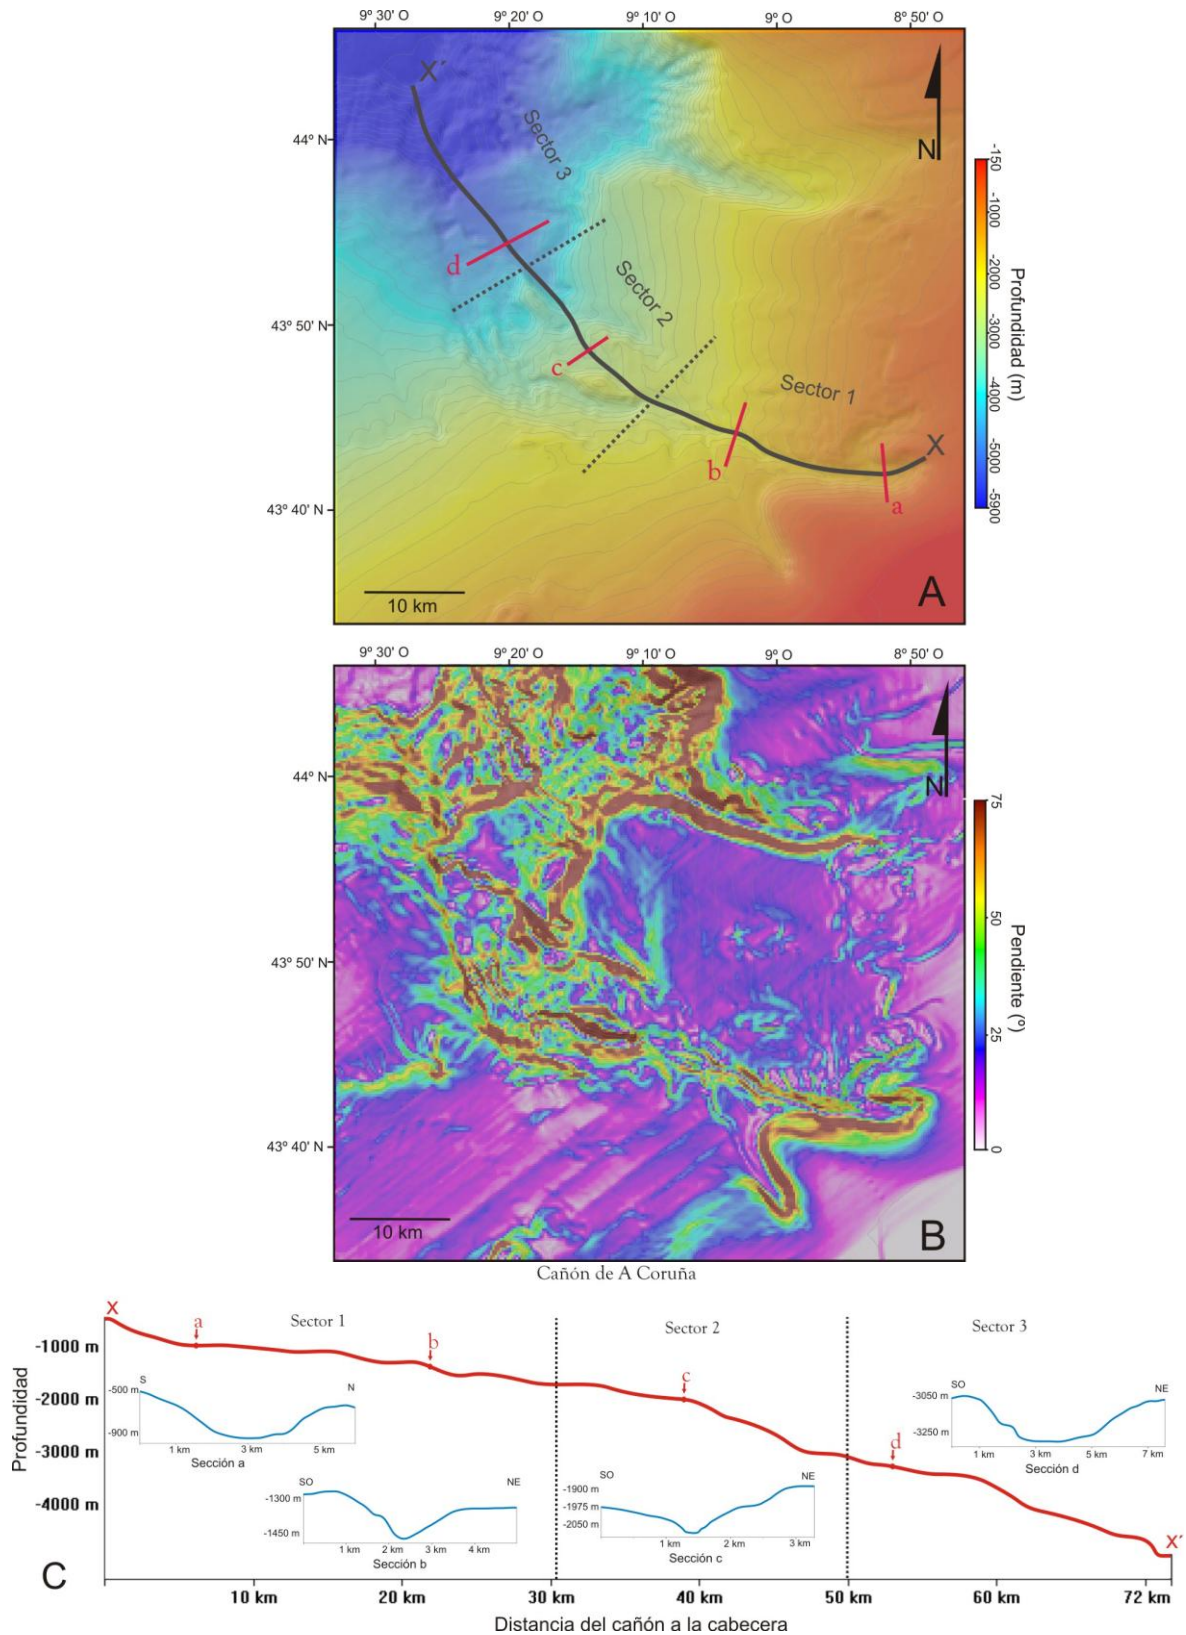 9º 30' O 9º 20' O 9º 10' O 9º O 8º 50' O
X´
Sector 3
44º N
N
-150
-1000
-2000
-3000
-4000
-5000
-5900
Profundidad (m)
d
Sector 2
43º 50' N
c
Sector 1
X
b
a
43º 40' N
10 km
A
9º 30' O 9º 20' O 9º 10' O 9º O 8º 50' O
44º N
N
75
50
25
0
Pendiente (º)
43º 50' N
43º 40' N
10 km
B
Cañón de A Coruña
X
a
Sector 1
b
Sector 2
c
Sector 3
d
X´
Profundidad
-1000 m
-2000 m
-3000 m
-4000 m
S N
-500 m
-900 m
1 km 3 km 5 km
Sección a
SO NE
-1300 m
-1450 m
1 km 2 km 3 km 4 km
Sección b
SO NE
-1900 m
-1975 m
-2050 m
1 km 2 km 3 km
Sección c
SO NE
-3050 m
-3250 m
1 km 3 km 5 km 7 km
Sección d
C
10 km 20 km 30 km 40 km 50 km 60 km 72 km
Distancia del cañón a la cabecera